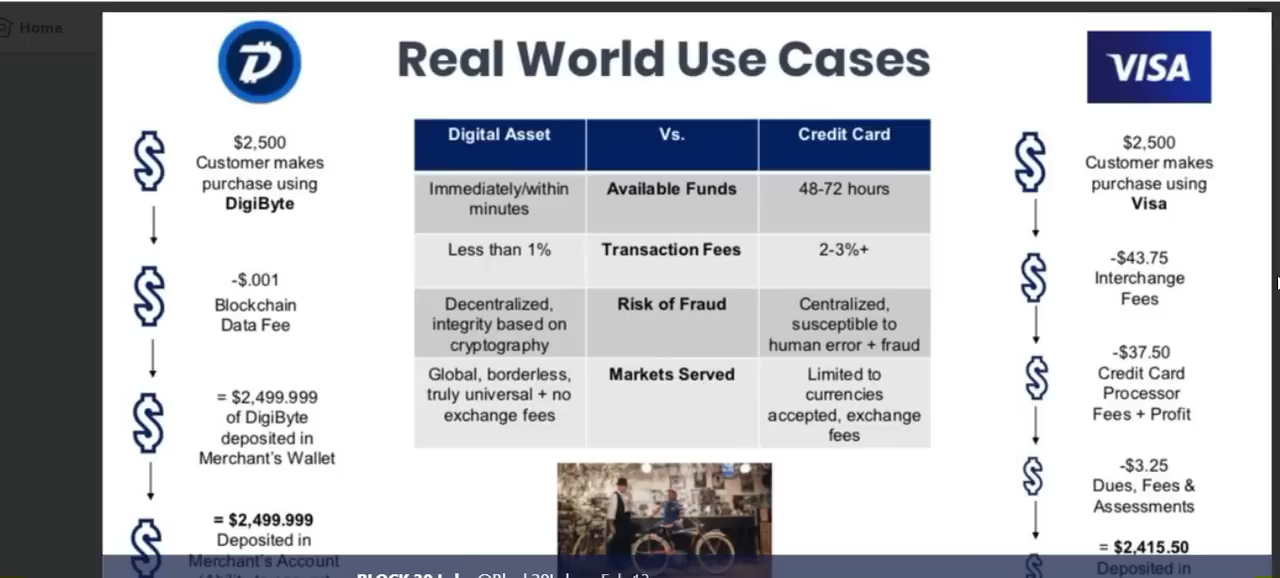 Home
Real World Use Cases
VISA
$2,500
Customer makes
purchase using
DigiByte
-$.001
Blockchain
Data Fee
= $2,499.999
of DigiByte
deposited in
Merchant's Wallet
= $2,499.999
Deposited in
Merchant's Account
Digital Asset Vs. Credit Card
Immediately/within
minutes
Available Funds
48-72 hours
Less than 1%
Transaction Fees
2-3%+
Decentralized,
integrity based on
cryptography
Risk of Fraud
Centralized,
susceptible to
human error + fraud
Global, borderless,
truly universal + no
exchange fees
Markets Served
Limited to
currencies
accepted, exchange
fees
$2,500
Customer makes
purchase using
Visa
-$43.75
Interchange
Fees
-$37.50
Credit Card
Processor
Fees + Profit
-$3.25
Dues, Fees &
Assessments
= $2,415.50
Deposited in